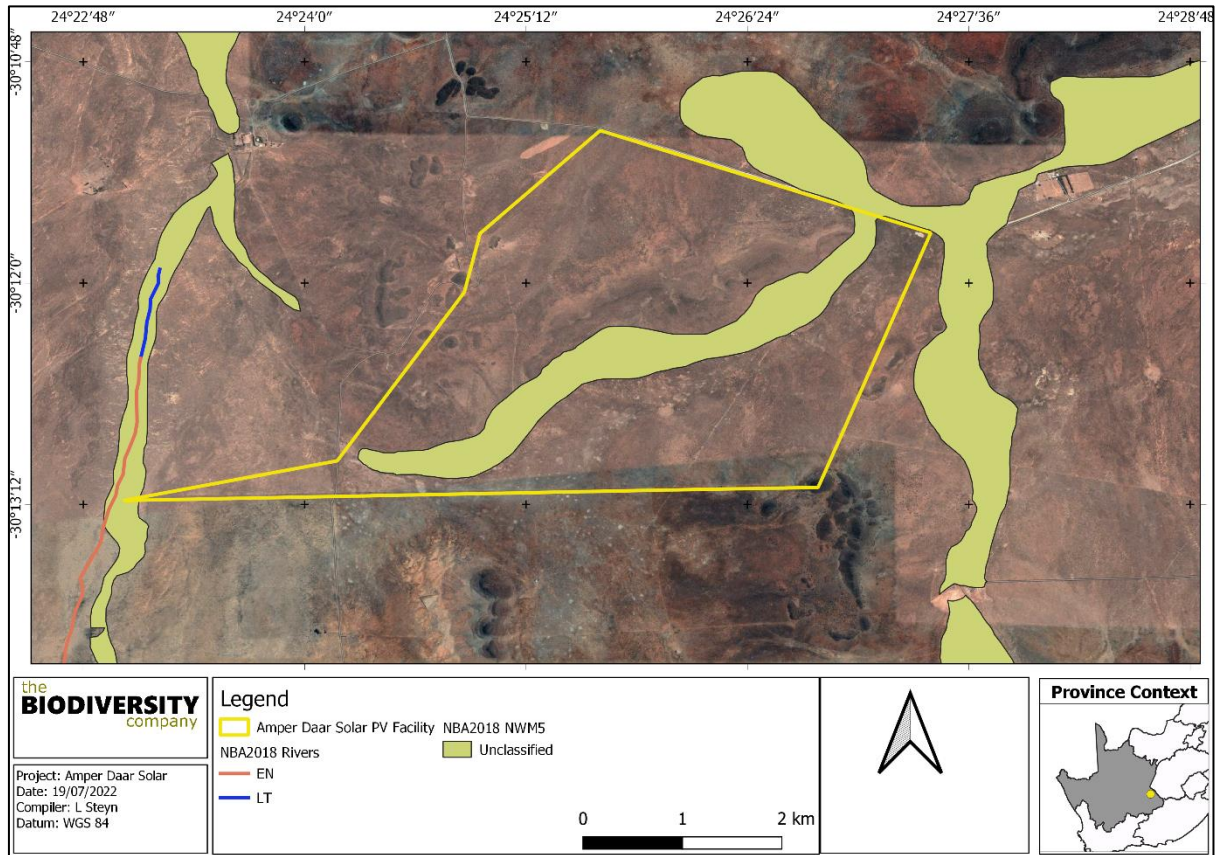 24°22′48″ 24°24′0″ 24°25′12″ 24°26′24″ 24°27′36″ 24°28′48″
-30°10′48″
-30°12′0″
-30°13′12″
the
BIODIVERSITY
company
Project: Amper Daar Solar
Date: 19/07/2022
Compiler: L Steyn
Datum: WGS 84
Legend
Amper Daar Solar PV Facility
NBA2018 Rivers
EN
LT
NBA2018 NWM5
Unclassified
0 1 2 km
Province Context